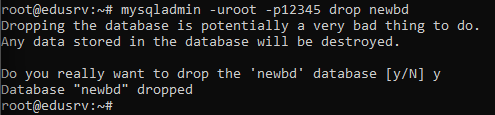 root@edusrv:~# mysqladmin -uroot -p12345 drop newbd
Dropping the database is potentially a very bad thing to do.
Any data stored in the database will be destroyed.

Do you really want to drop the 'newbd' database [y/N] y
Database "newbd" dropped
root@edusrv:~#